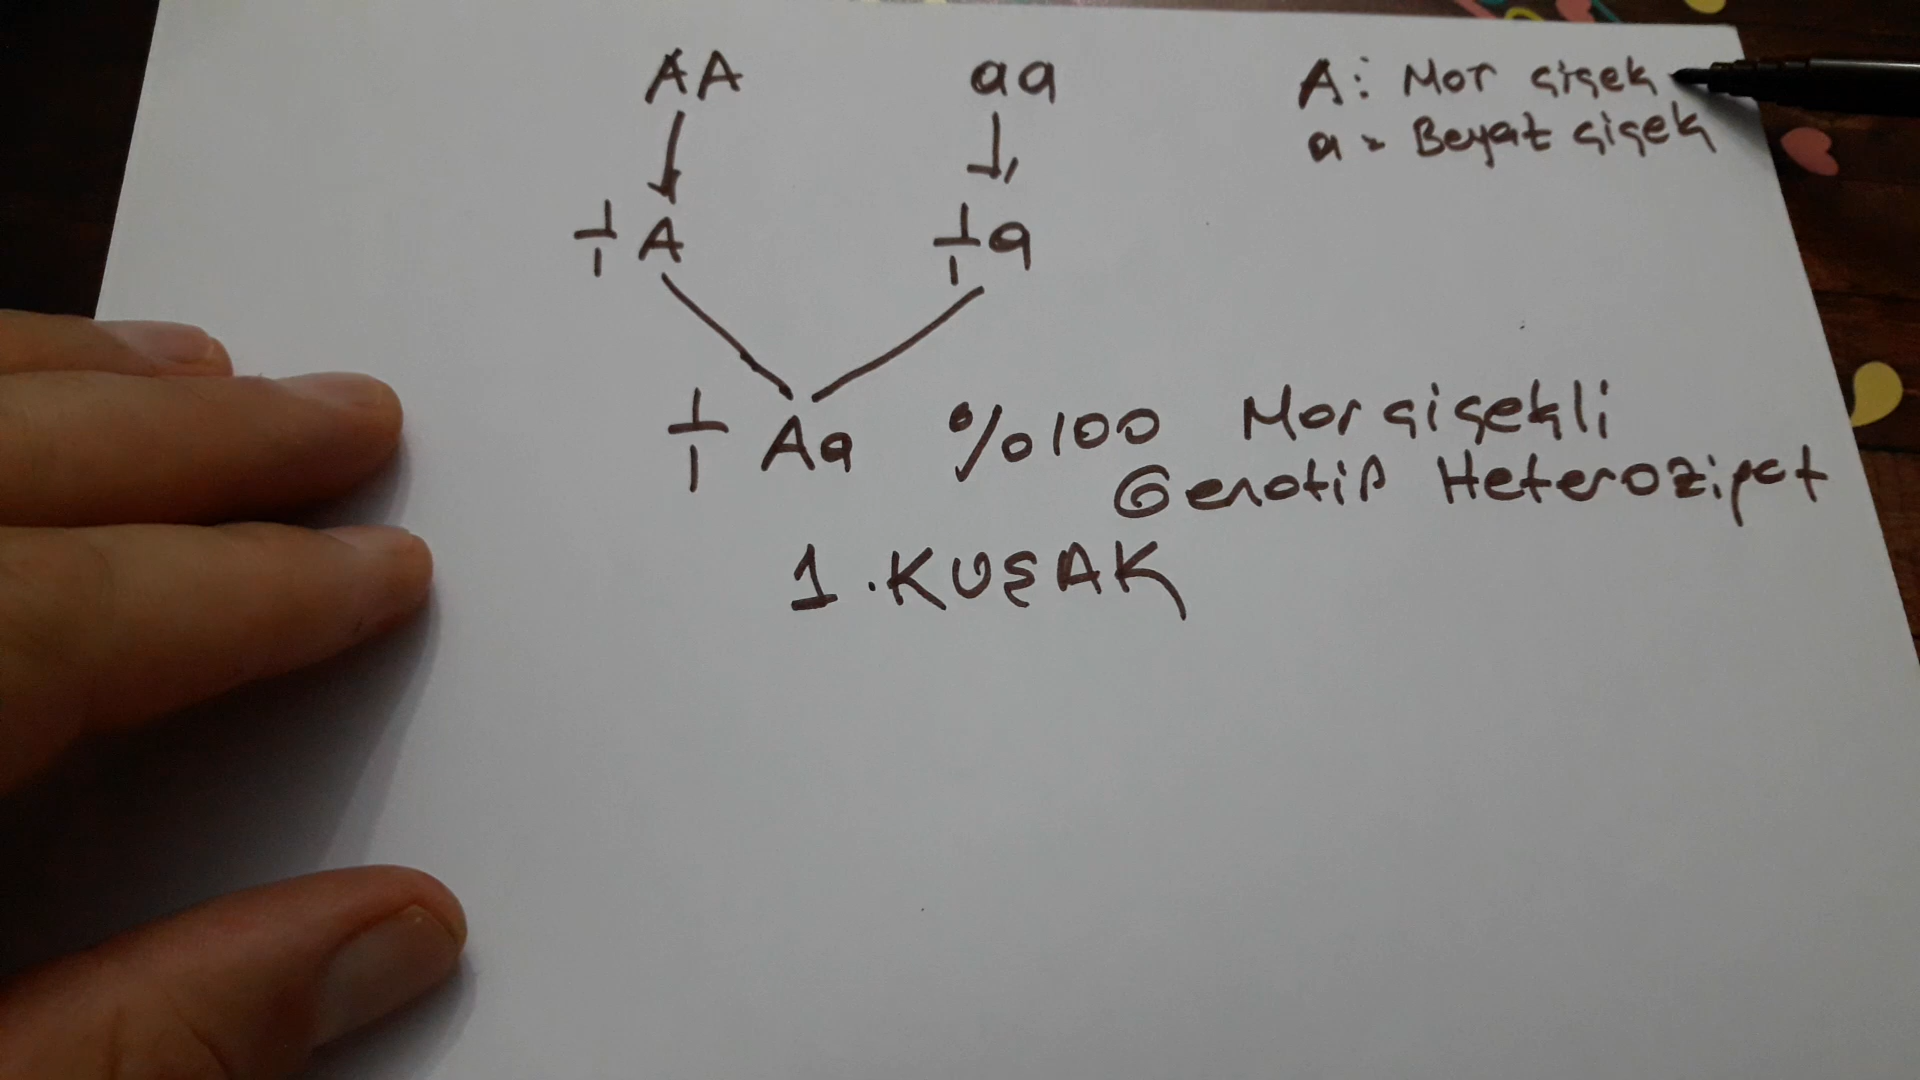 AA aa A: Mor çiçek
a = Beyaz çiçek
1/1 A 1/1 a
1/1 Aa %100 Mor çiçekli
Genotip Heterozigot
1. KUŞAK